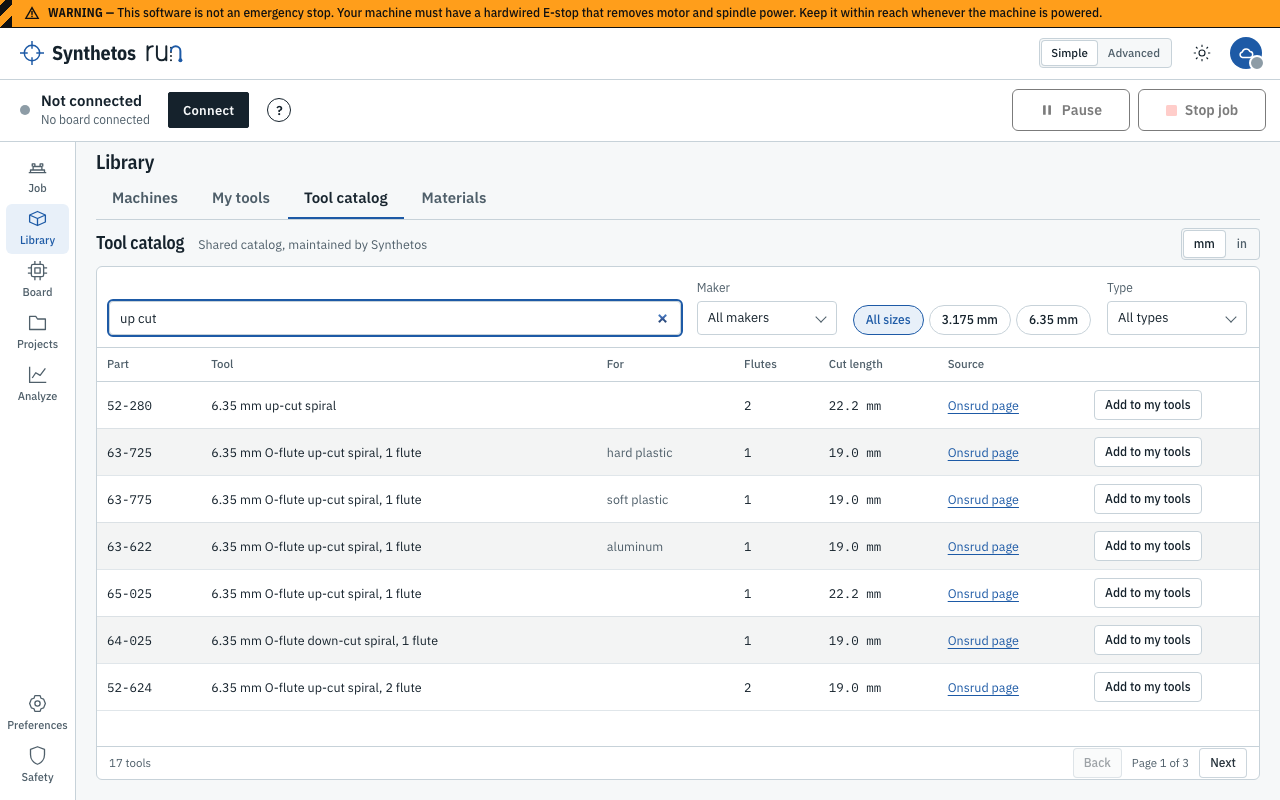 WARNING — This software is not an emergency stop. Your machine must have a hardwired E-stop that removes motor and spindle power. Keep it within reach whenever the machine is powered.
Synthetos run
Simple Advanced
Not connected
No board connected
Connect
?
Pause
Stop job
Job
Library
Board
Projects
Analyze
Preferences
Safety
Library
Machines My tools Tool catalog Materials
Tool catalog Shared catalog, maintained by Synthetos
mm in
Maker
Type
up cut
All makers
All sizes 3.175 mm 6.35 mm
All types
Part Tool For Flutes Cut length Source
52-280 6.35 mm up-cut spiral 2 22.2 mm Onsrud page Add to my tools
63-725 6.35 mm O-flute up-cut spiral, 1 flute hard plastic 1 19.0 mm Onsrud page Add to my tools
63-775 6.35 mm O-flute up-cut spiral, 1 flute soft plastic 1 19.0 mm Onsrud page Add to my tools
63-622 6.35 mm O-flute up-cut spiral, 1 flute aluminum 1 19.0 mm Onsrud page Add to my tools
65-025 6.35 mm O-flute up-cut spiral, 1 flute 1 22.2 mm Onsrud page Add to my tools
64-025 6.35 mm O-flute down-cut spiral, 1 flute 1 19.0 mm Onsrud page Add to my tools
52-624 6.35 mm O-flute up-cut spiral, 2 flute 2 19.0 mm Onsrud page Add to my tools
17 tools
Back Page 1 of 3 Next